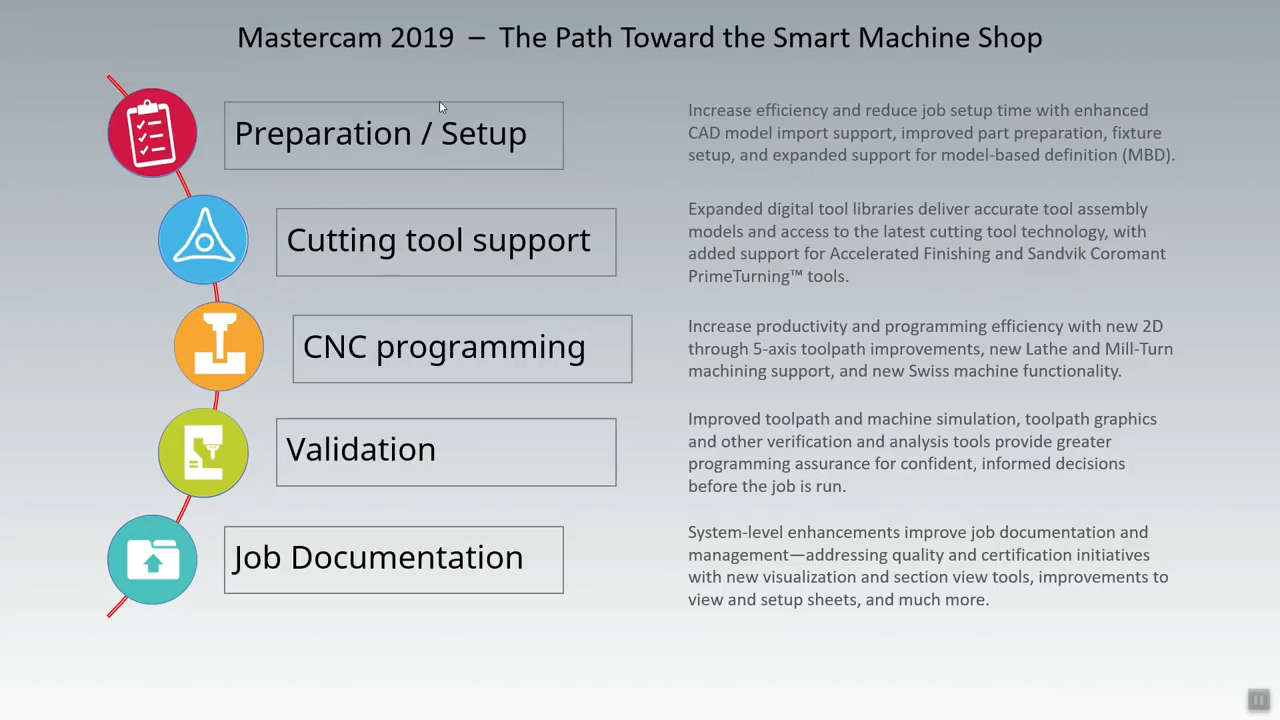 Mastercam 2019 – The Path Toward the Smart Machine Shop
Preparation / Setup
Increase efficiency and reduce job setup time with enhanced
CAD model import support, improved part preparation, fixture
setup, and expanded support for model-based definition (MBD).
Cutting tool support
Expanded digital tool libraries deliver accurate tool assembly
models and access to the latest cutting tool technology, with
added support for Accelerated Finishing and Sandvik Coromant
PrimeTurning™ tools.
CNC programming
Increase productivity and programming efficiency with new 2D
through 5-axis toolpath improvements, new Lathe and Mill-Turn
machining support, and new Swiss machine functionality.
Validation
Improved toolpath and machine simulation, toolpath graphics
and other verification and analysis tools provide greater
programming assurance for confident, informed decisions
before the job is run.
Job Documentation
System-level enhancements improve job documentation and
management—addressing quality and certification initiatives
with new visualization and section view tools, improvements to
view and setup sheets, and much more.